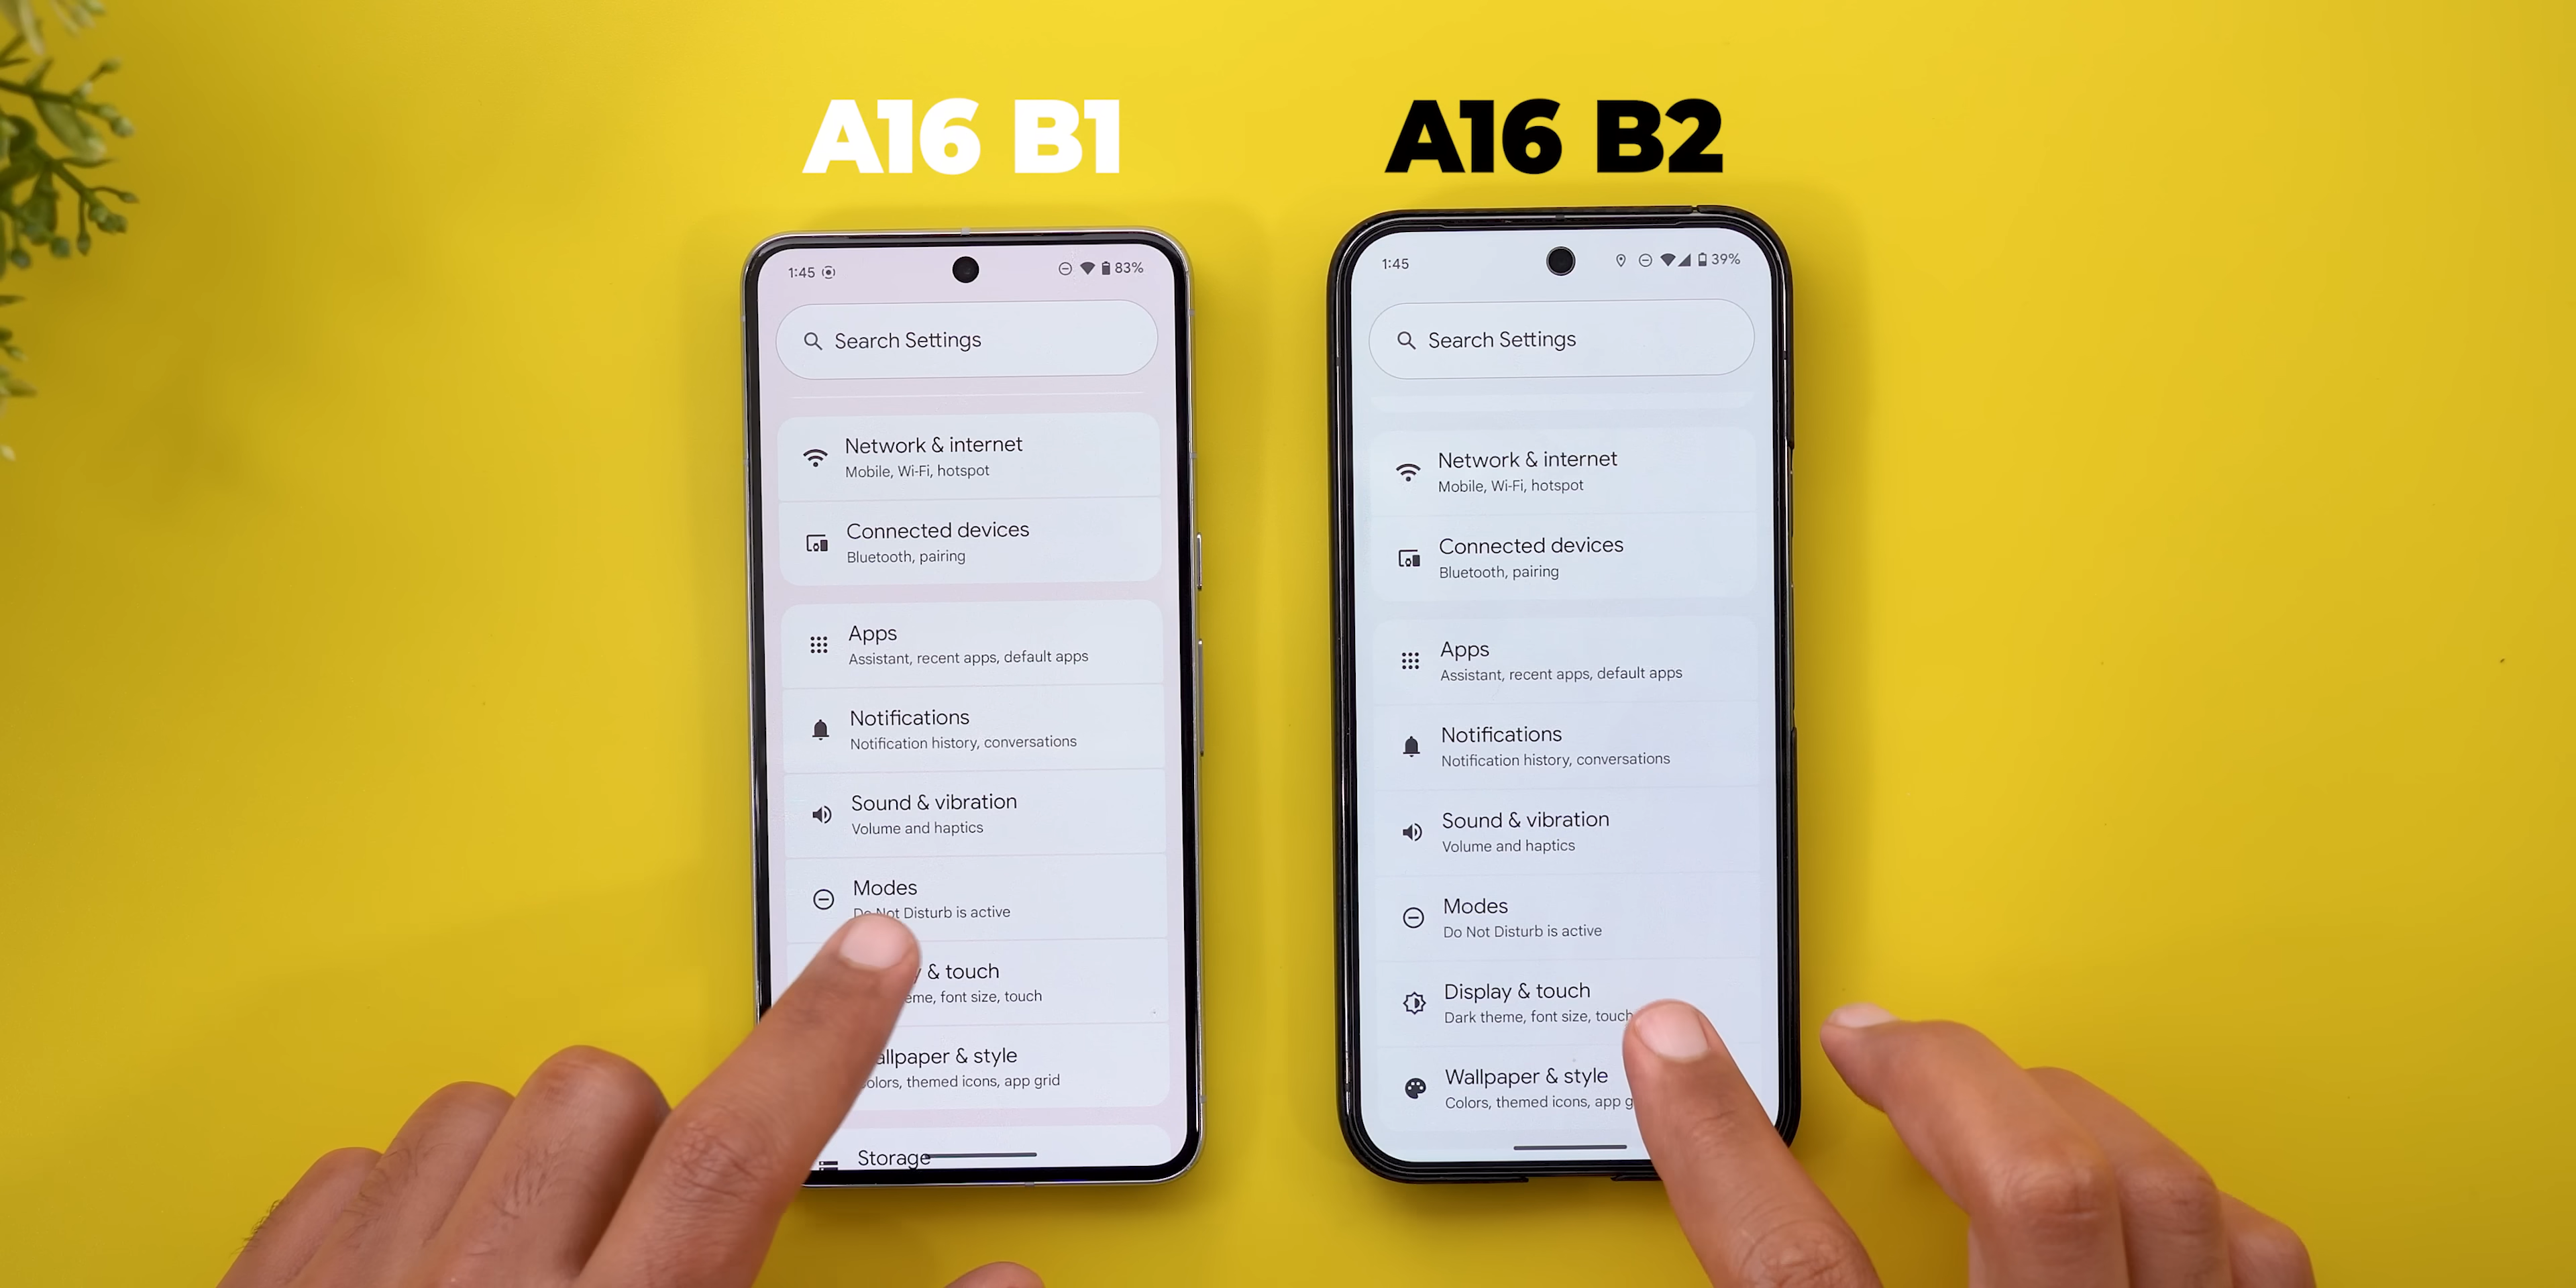 A16 B1
A16 B2
1:45
83%
Search Settings
Network & internet
Mobile, Wi-Fi, hotspot
Connected devices
Bluetooth, pairing
Apps
Assistant, recent apps, default apps
Notifications
Notification history, conversations
Sound & vibration
Volume and haptics
Modes
Do Not Disturb is active
& touch
font size, touch
& style
themed icons, app grid
Storage
1:45
39%
Search Settings
Network & internet
Mobile, Wi-Fi, hotspot
Connected devices
Bluetooth, pairing
Apps
Assistant, recent apps, default apps
Notifications
Notification history, conversations
Sound & vibration
Volume and haptics
Modes
Do Not Disturb is active
Display & touch
Dark theme, font size, touch
Wallpaper & style
Colors, themed icons, app